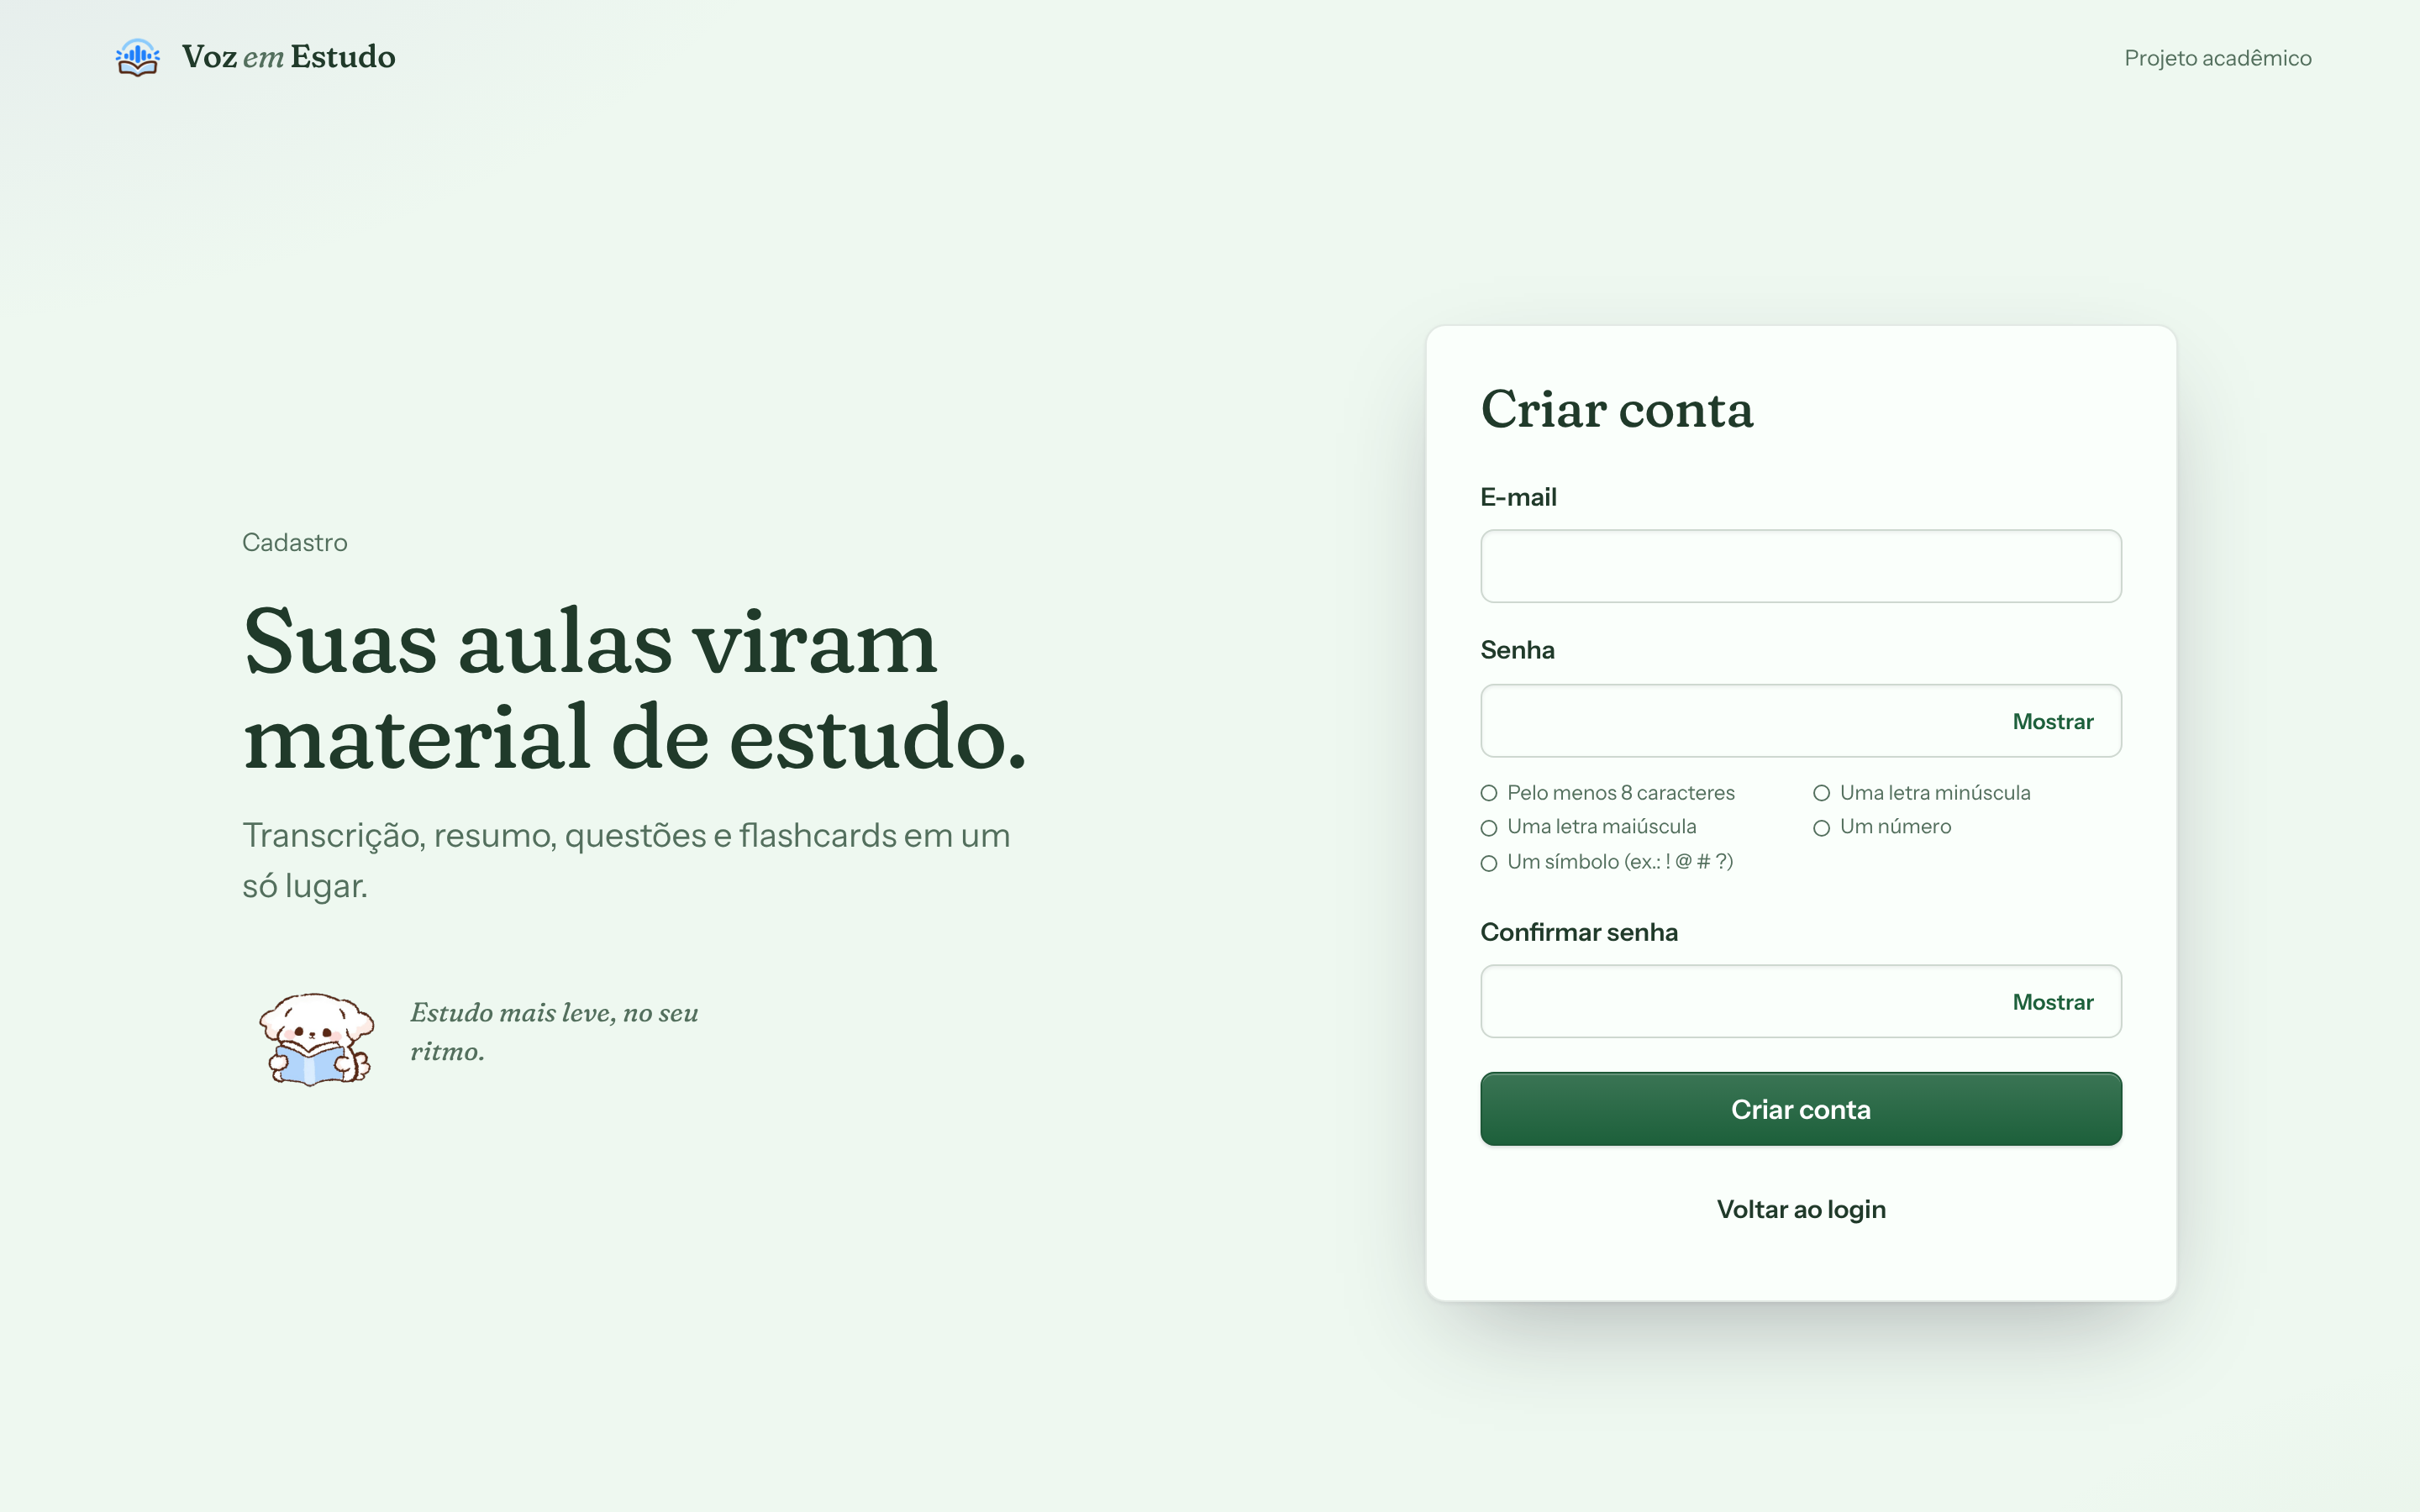 Voz em Estudo
Projeto acadêmico
Cadastro
Suas aulas viram
material de estudo.
Transcrição, resumo, questões e flashcards em um
só lugar.
Estudo mais leve, no seu
ritmo.
Criar conta
E-mail
Senha
Mostrar
Pelo menos 8 caracteres
Uma letra minúscula
Uma letra maiúscula
Um número
Um símbolo (ex.: ! @ # ?)
Confirmar senha
Mostrar
Criar conta
Voltar ao login